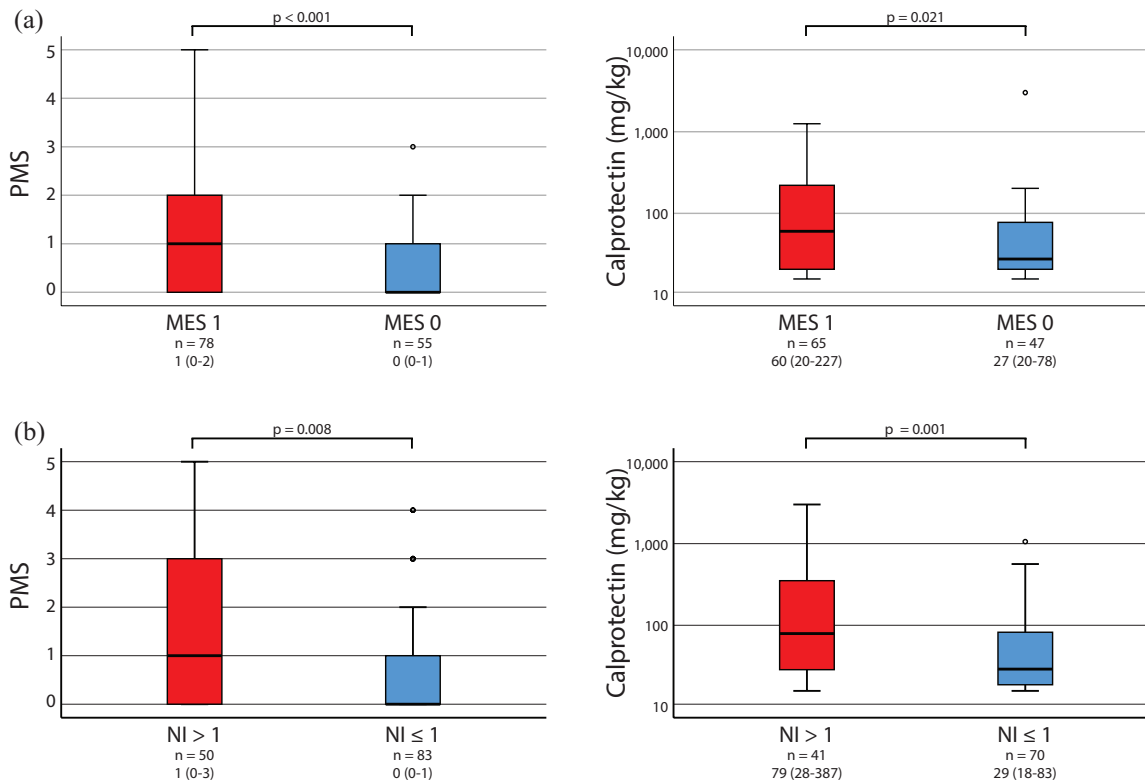 (a)
p < 0.001
PMS
5
4
3
2
1
0
MES 1
MES 0
n = 78
n = 55
1 (0-2)
0 (0-1)
p = 0.021
Calprotectin (mg/kg)
10,000
1,000
100
10
MES 1
MES 0
n = 65
n = 47
60 (20-227)
27 (20-78)
(b)
p = 0.008
PMS
5
4
3
2
1
0
NI > 1
NI ≤ 1
n = 50
n = 83
1 (0-3)
0 (0-1)
p = 0.001
Calprotectin (mg/kg)
10,000
1,000
100
10
NI > 1
NI ≤ 1
n = 41
n = 70
79 (28-387)
29 (18-83)